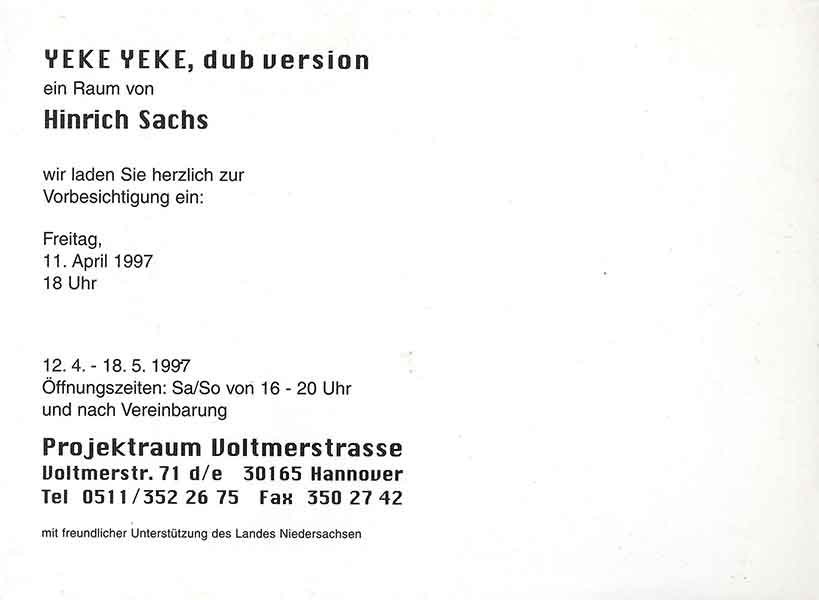 YEKE YEKE, dub version
ein Raum von
Hinrich Sachs
wir laden Sie herzlich zur
Vorbesichtigung ein:
Freitag,
11. April 1997
18 Uhr
12. 4. - 18. 5. 1997
Öffnungszeiten: Sa/So von 16 - 20 Uhr
und nach Vereinbarung
Projektraum Voltmerstrasse
Voltmerstr. 71 d/e 30165 Hannover
Tel 0511/352 26 75 Fax 350 27 42
mit freundlicher Unterstützung des Landes Niedersachsen